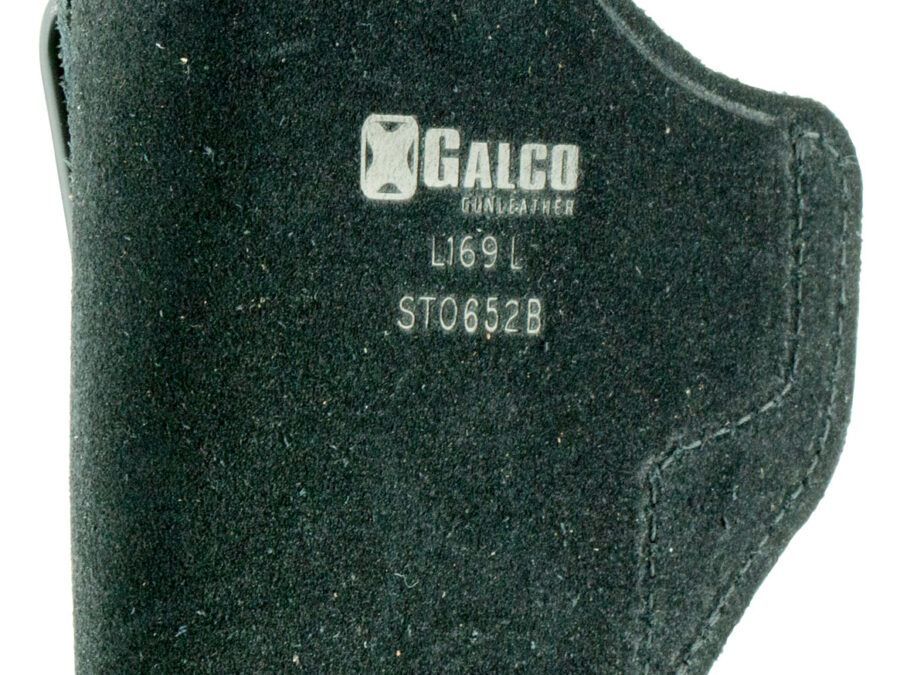 GALCO
GUNLEATHER
L169 L
STO652B